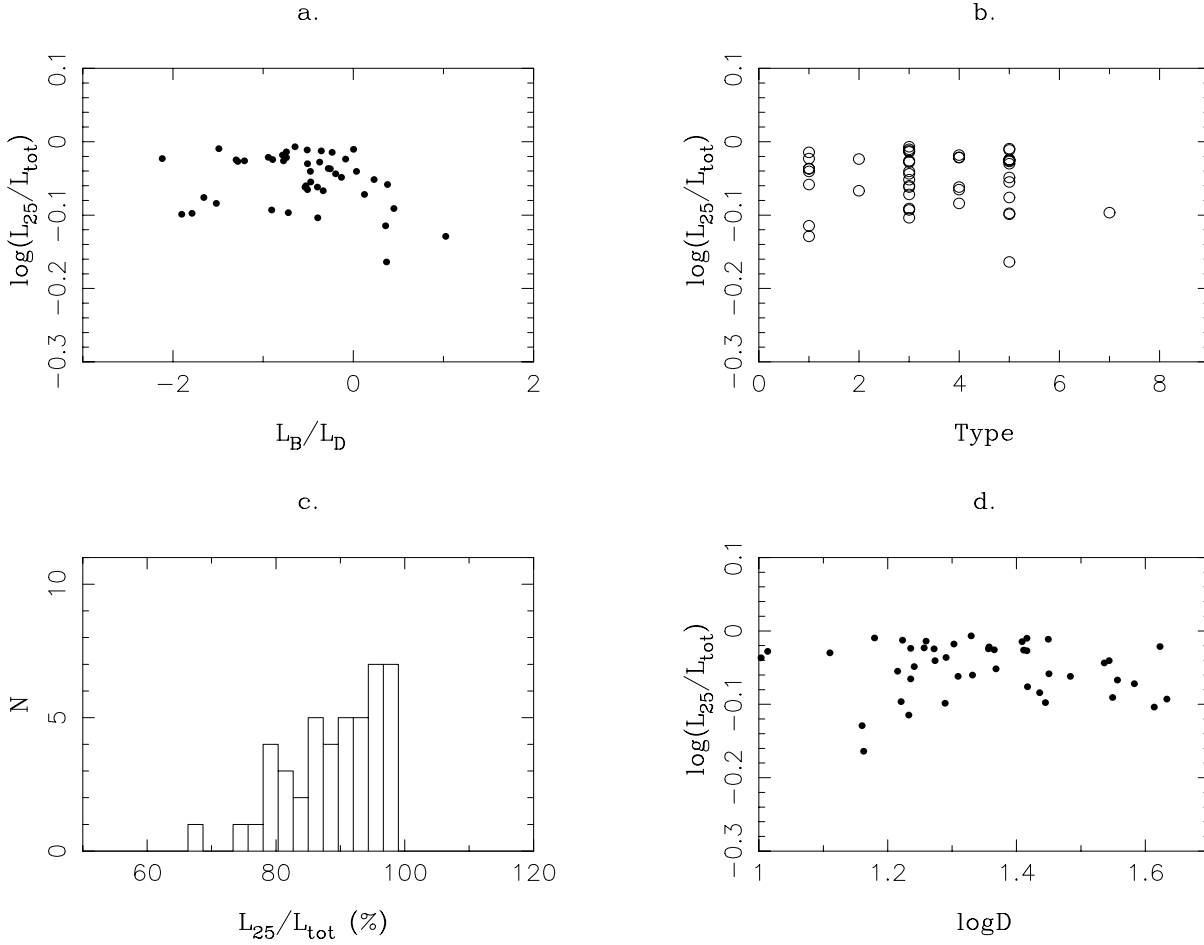 a.
log(L25/Ltot)
0.1
0
−0.1
−0.2
−0.3
−2
0
2
LB/LD
b.
log(L25/Ltot)
0.1
0
−0.1
−0.2
−0.3
0
2
4
6
8
Type
c.
N
10
5
0
60
80
100
120
L25/Ltot (%)
d.
log(L25/Ltot)
0.1
0
−0.1
−0.2
−0.3
1
1.2
1.4
1.6
logD